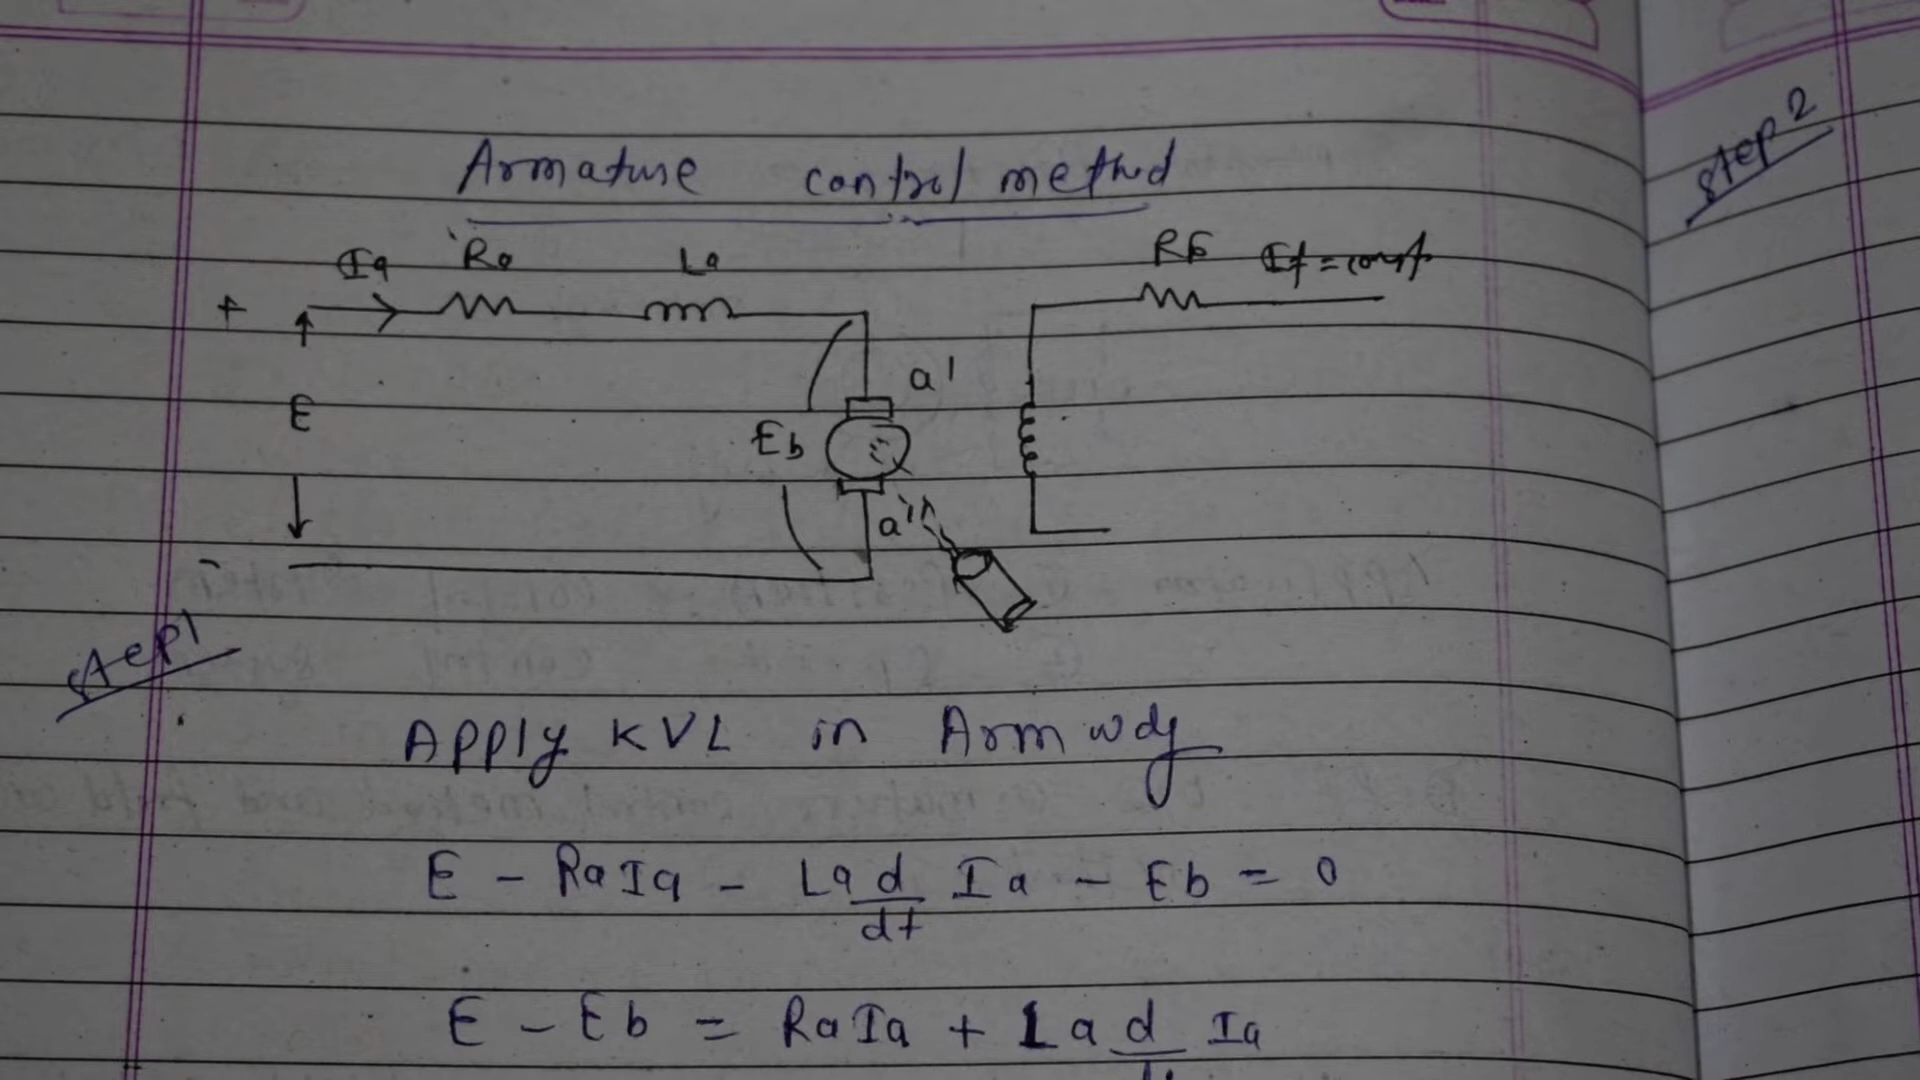 Armature control method
Ia Ra La Rf If = const
+
E
Eb
a'
a''
-
Step 1
Apply KVL in Arm wdg
E - RaIa - La d/dt Ia - Eb = 0
E - Eb = RaIa + La d Ia
Step 2